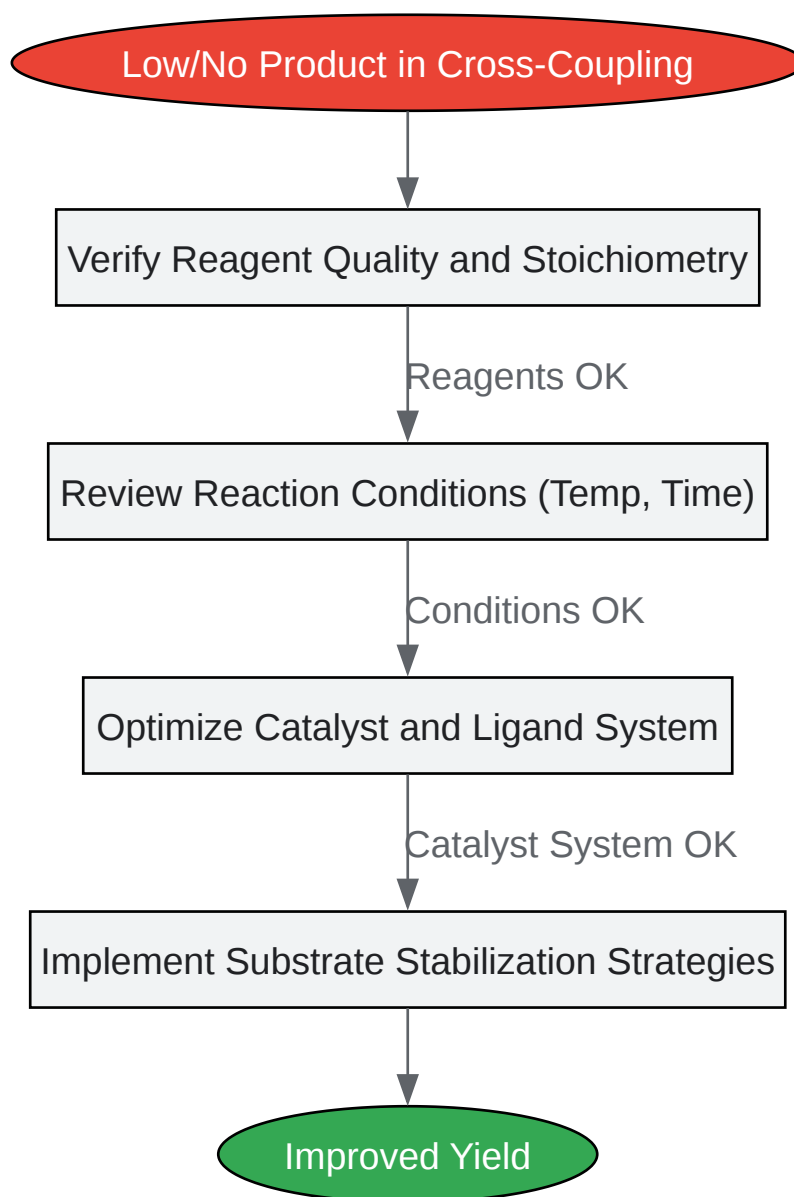 Low/No Product in Cross-Coupling
Verify Reagent Quality and Stoichiometry
Reagents OK
Review Reaction Conditions (Temp, Time)
Conditions OK
Optimize Catalyst and Ligand System
Catalyst System OK
Implement Substrate Stabilization Strategies
Improved Yield